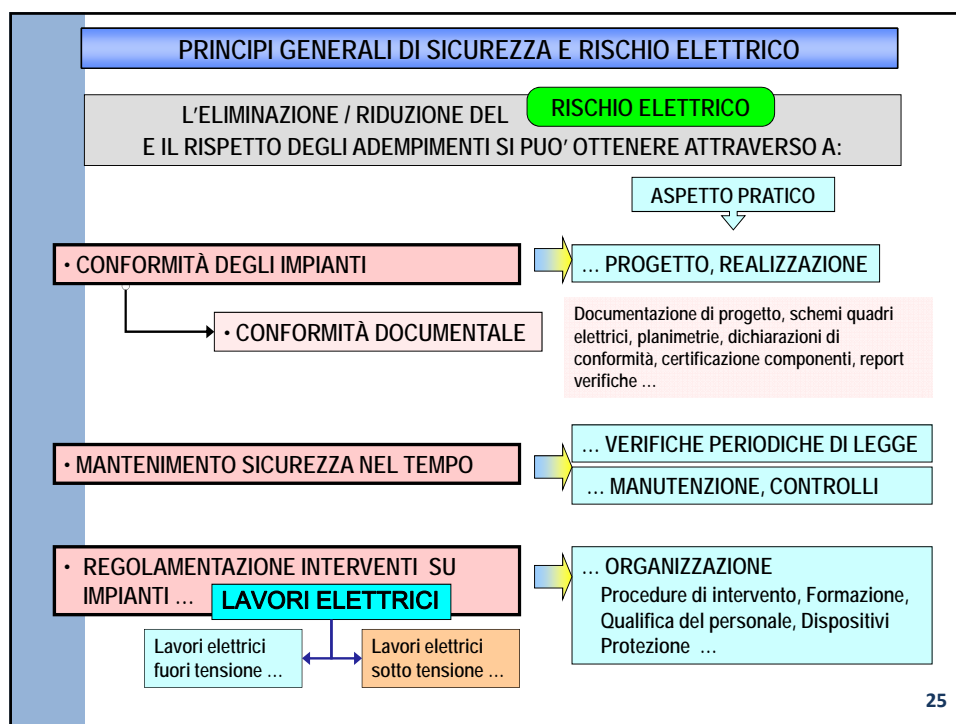 PRINCIPI GENERALI DI SICUREZZA E RISCHIO ELETTRICO
L'ELIMINAZIONE / RIDUZIONE DEL RISCHIO ELETTRICO
E IL RISPETTO DEGLI ADEMPIMENTI SI PUO' OTTENERE ATTRAVERSO A:
ASPETTO PRATICO
• CONFORMITÀ DEGLI IMPIANTI
... PROGETTO, REALIZZAZIONE
• CONFORMITÀ DOCUMENTALE
Documentazione di progetto, schemi quadri
elettrici, planimetrie, dichiarazioni di
conformità, certificazione componenti, report
verifiche ...
• MANTENIMENTO SICUREZZA NEL TEMPO
... VERIFICHE PERIODICHE DI LEGGE
... MANUTENZIONE, CONTROLLI
• REGOLAMENTAZIONE INTERVENTI SU
IMPIANTI ...
LAVORI ELETTRICI
Lavori elettrici
fuori tensione ...
Lavori elettrici
sotto tensione ...
... ORGANIZZAZIONE
Procedure di intervento, Formazione,
Qualifica del personale, Dispositivi
Protezione ...
25